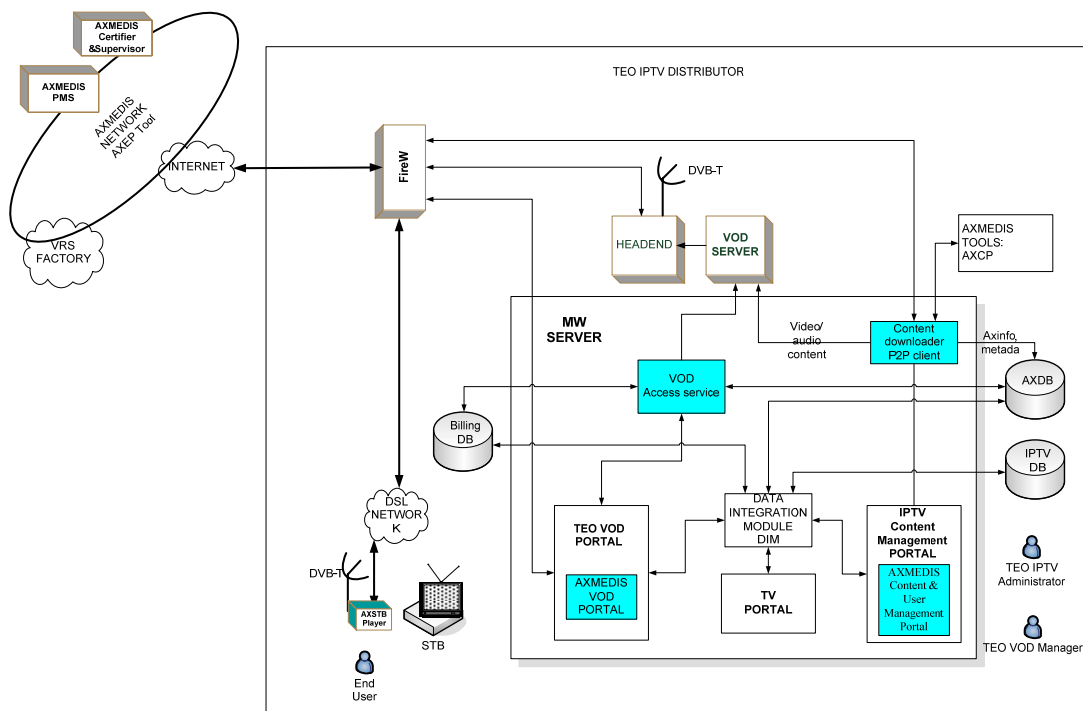 AXMEDIS
Certifier
&Supervisor
AXMEDIS
PMS
AXMEDIS
NETWORK
AXEP Tool
INTERNET
VRS
FACTORY
TEO IPTV DISTRIBUTOR
FireW
DVB-T
HEADEND
VOD
SERVER
AXMEDIS
TOOLS:
AXCP
MW
SERVER
Video/
audio
content
Content
downloader
P2P client
Axinfo,
metada
VOD
Access service
AXDB
Billing
DB
IPTV
DB
DSL
NETWOR
K
TEO VOD
PORTAL
AXMEDIS
VOD
PORTAL
DATA
INTEGRATION
MODULE
DIM
TV
PORTAL
IPTV
Content
Management
PORTAL
AXMEDIS
Content &
User
Management
Portal
TEO IPTV
Administrator
TEO VOD Manager
DVB-T
AXSTB
Player
STB
End
User